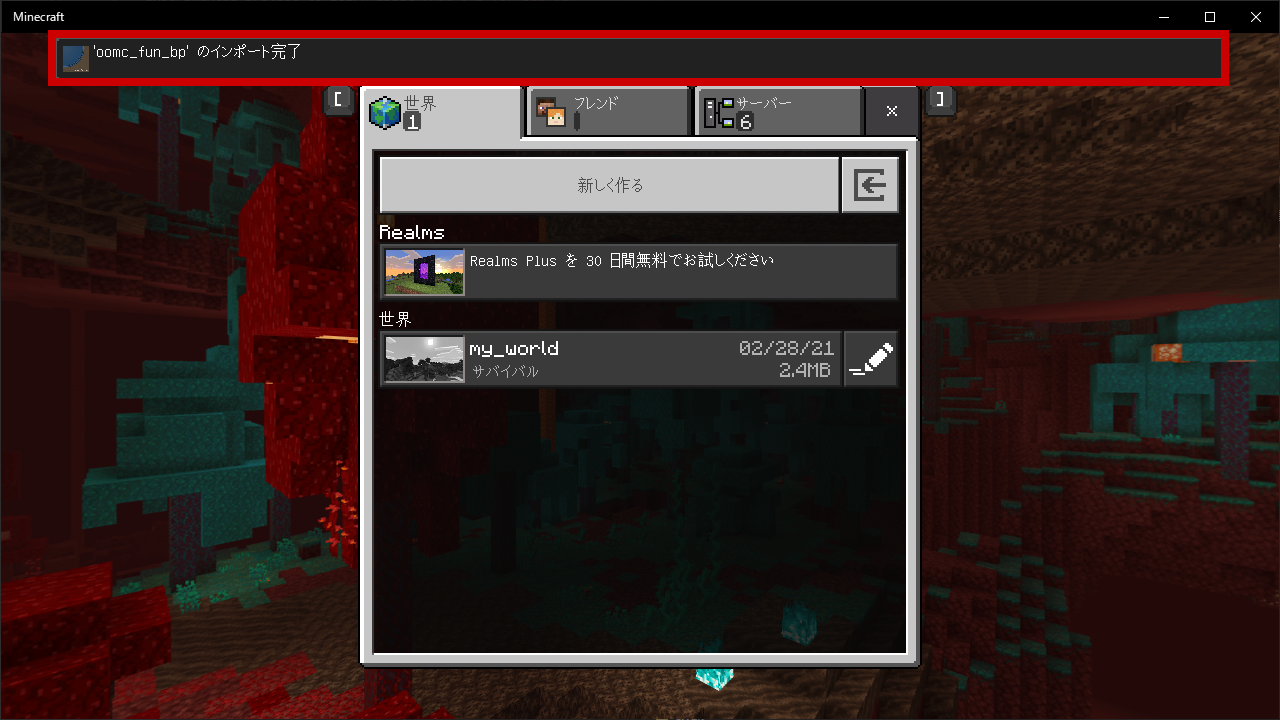 Minecraft
'oomc_fun_bp' のインポート完了
[
世界
1
フレンド
サーバー
6
]
新しく作る
Realms
Realms Plus を 30 日間無料でお試しください
世界
my_world
02/28/21
サバイバル
2.4MB